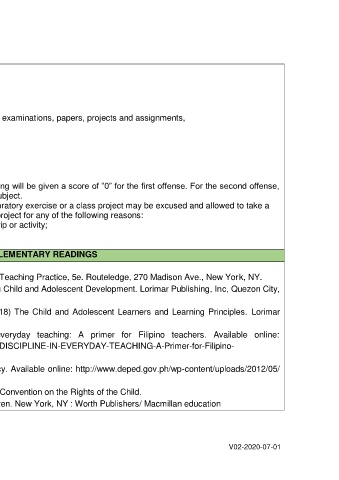 examinations, papers, projects and assignments,
ng will be given a score of "0" for the first offense. For the second offense,
ubject.
oratory exercise or a class project may be excused and allowed to take a
project for any of the following reasons:
rip or activity;
LEMENTARY READINGS
Teaching Practice, 5e. Routeledge, 270 Madison Ave., New York, NY.
g Child and Adolescent Development. Lorimar Publishing, Inc, Quezon City,
18) The Child and Adolescent Learners and Learning Principles. Lorimar
everyday teaching: A primer for Filipino teachers. Available online:
DISCIPLINE-IN-EVERYDAY-TEACHING-A-Primer-for-Filipino-
cy. Available online: http://www.deped.gov.ph/wp-content/uploads/2012/05/
Convention on the Rights of the Child.
ren. New York, NY : Worth Publishers/ Macmillan education
V02-2020-07-01